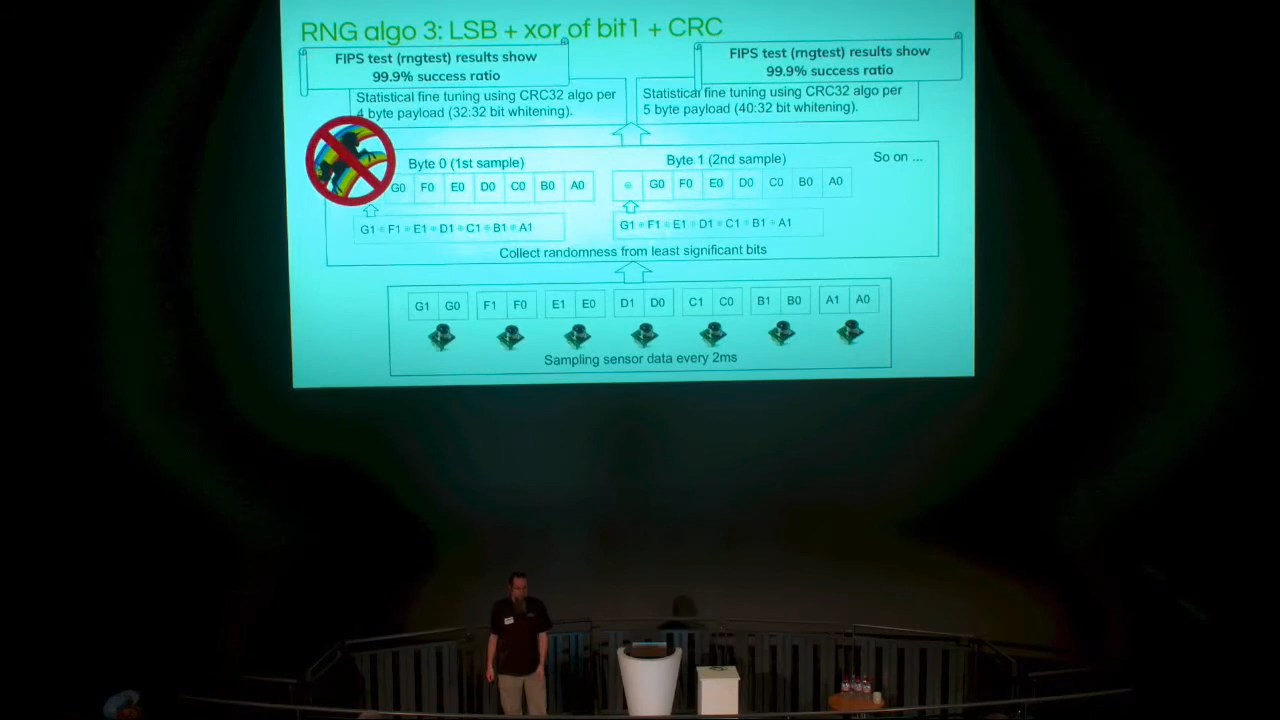 RNG algo 3: LSB + xor of bit1 + CRC
FIPS test (rngtest) results show
99.9% success ratio
FIPS test (rngtest) results show
99.9% success ratio
Statistical fine tuning using CRC32 algo per
4 byte payload (32:32 bit whitening).
Statistical fine tuning using CRC32 algo per
5 byte payload (40:32 bit whitening).
Byte 0 (1st sample)
Byte 1 (2nd sample)
So on ...
G0 F0 E0 D0 C0 B0 A0
⊕ G0 F0 E0 D0 C0 B0 A0
G1 ⊕ F1 ⊕ E1 ⊕ D1 ⊕ C1 ⊕ B1 ⊕ A1
G1 ⊕ F1 ⊕ E1 ⊕ D1 ⊕ C1 ⊕ B1 ⊕ A1
Collect randomness from least significant bits
G1 G0 F1 F0 E1 E0 D1 D0 C1 C0 B1 B0 A1 A0
Sampling sensor data every 2ms